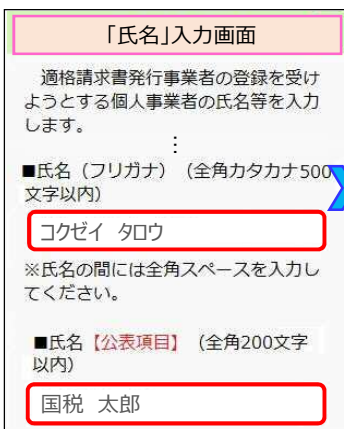 「氏名」入力画面
適格請求書発行事業者の登録を受け
ようとする個人事業者の氏名等を入力
します。
⋮
■氏名（フリガナ）（全角カタカナ500
文字以内）
コクゼイ　タロウ
※氏名の間には全角スペースを入力し
てください。
■氏名【公表項目】（全角200文字
以内）
国税　太郎